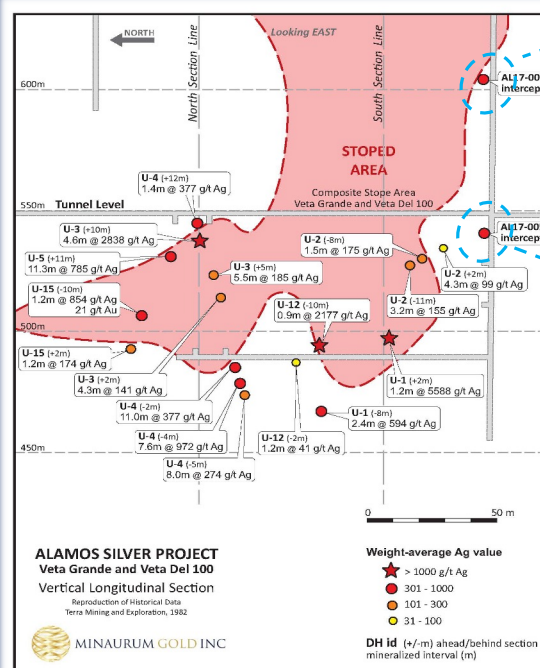 NORTH
Looking EAST
North Section Line
South Section Line
600m
AL17-00
intercep
STOPED
AREA
U-4 (+12m)
1.4m @ 377 g/t Ag
Composite Stope Area
Veta Grande and Veta Del 100
550m
Tunnel Level
U-3 (+10m)
4.6m @ 2838 g/t Ag
U-2 (-8m)
1.5m @ 175 g/t Ag
AL17-00
intercep
U-5 (+11m)
11.3m @ 785 g/t Ag
U-3 (+5m)
5.5m @ 185 g/t Ag
U-2 (+2m)
4.3m @ 99 g/t Ag
U-15 (-10m)
1.2m @ 854 g/t Ag
21 g/t Au
U-12 (-10m)
0.9m @ 2177 g/t Ag
U-2 (-11m)
3.2m @ 155 g/t Ag
500m
U-15 (+2m)
1.2m @ 174 g/t Ag
U-3 (+2m)
4.3m @ 141 g/t Ag
U-1 (+2m)
1.2m @ 5588 g/t Ag
U-4 (-2m)
11.0m @ 377 g/t Ag
U-1 (-8m)
2.4m @ 594 g/t Ag
U-4 (-4m)
7.6m @ 972 g/t Ag
U-12 (-2m)
1.2m @ 41 g/t Ag
450m
U-4 (-5m)
8.0m @ 274 g/t Ag
0 50 m
ALAMOS SILVER PROJECT
Veta Grande and Veta Del 100
Vertical Longitudinal Section
Reproduction of Historical Data
Terra Mining and Exploration, 1982
MINAURUM GOLD INC
Weight-average Ag value
> 1000 g/t Ag
301 - 1000
101 - 300
31 - 100
DH id (+/-m) ahead/behind section
mineralized interval (m)